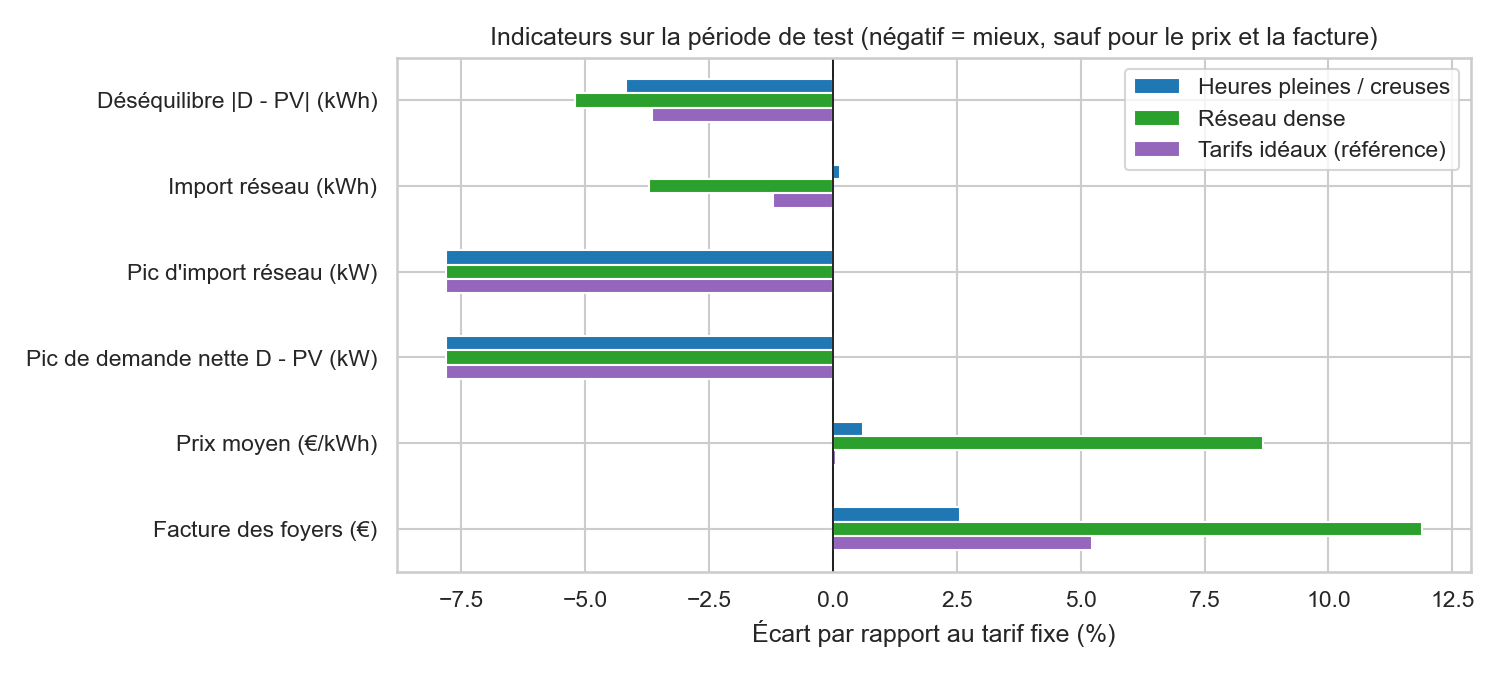 Indicateurs sur la période de test (négatif = mieux, sauf pour le prix et la facture)
Heures pleines / creuses
Réseau dense
Tarifs idéaux (référence)
Déséquilibre |D - PV| (kWh)
Import réseau (kWh)
Pic d'import réseau (kW)
Pic de demande nette D - PV (kW)
Prix moyen (€/kWh)
Facture des foyers (€)
−7.5 −5.0 −2.5 0.0 2.5 5.0 7.5 10.0 12.5
Écart par rapport au tarif fixe (%)